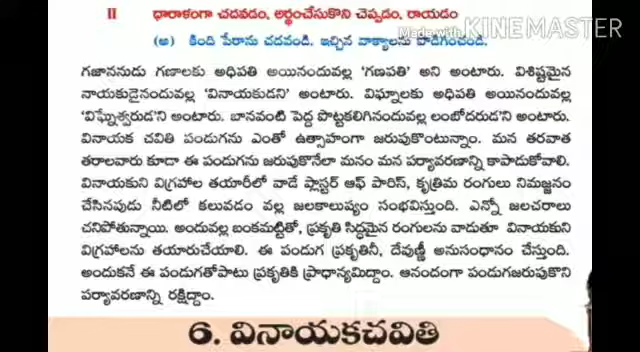 II ధారాళంగా చదవడం, అర్థంచేసుకొని చెప్పడం, రాయడం
Made with KINEMASTER
(అ) కింది పేరాను చదవండి. ఇచ్చిన వాక్యాలను పొడిగించండి.
గజాననుడు గణాలకు అధిపతి అయినందువల్ల 'గణపతి' అని అంటారు. విశిష్టమైన
నాయకుడైనందువల్ల 'వినాయకుడని' అంటారు. విఘ్నాలకు అధిపతి అయినందువల్ల
'విఘ్నేశ్వరుడ'ని అంటారు. బానవంటి పెద్ద పొట్టకలిగినందువల్ల లంబోదరుడ'ని అంటారు.
వినాయక చవితి పండుగను ఎంతో ఉత్సాహంగా జరుపుకొంటున్నాం. మన తరవాత
తరాలవారు కూడా ఈ పండుగను జరుపుకొనేలా మనం మన పర్యావరణాన్ని కాపాడుకోవాలి.
వినాయకుని విగ్రహాల తయారీలో వాడే ప్లాస్టర్ ఆఫ్ పారిస్, కృత్రిమ రంగులు నిమజ్జనం
చేసినపుడు నీటిలో కలువడం వల్ల జలకాలుష్యం సంభవిస్తుంది. ఎన్నో జలచరాలు
చనిపోతున్నాయి. అందువల్ల బంకమట్టితో, ప్రకృతి సిద్ధమైన రంగులను వాడుతూ వినాయకుని
విగ్రహాలను తయారుచేయాలి. ఈ పండుగ ప్రకృతినీ, దేవుణ్ణీ అనుసంధానం చేస్తుంది.
అందుకనే ఈ పండుగతోపాటు ప్రకృతికి ప్రాధాన్యమిద్దాం. ఆనందంగా పండుగజరుపుకొని
పర్యావరణాన్ని రక్షిద్దాం.
6. వినాయకచవితి